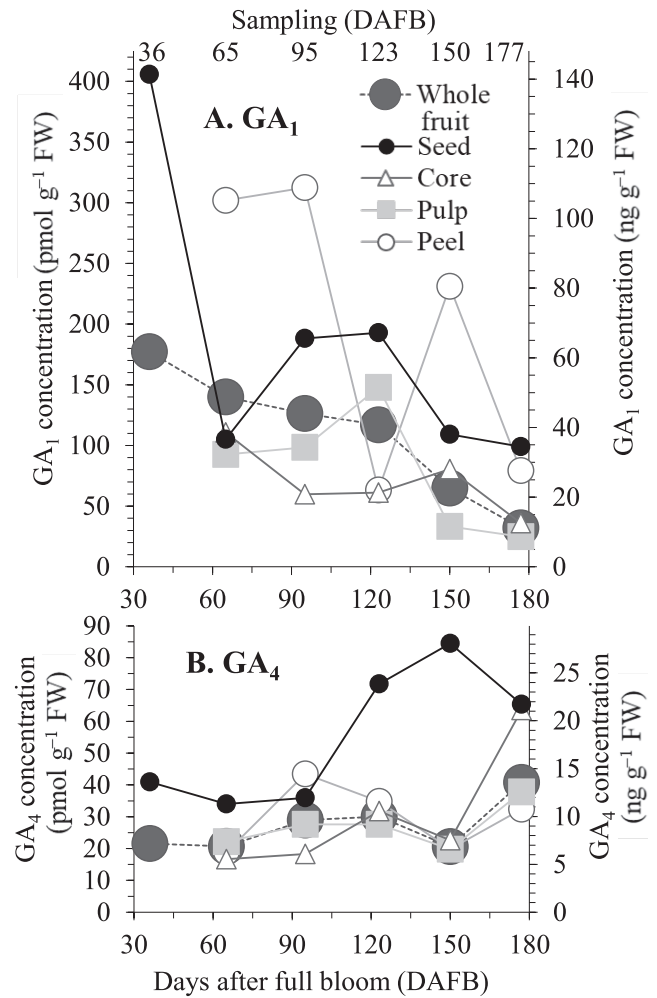 Sampling (DAFB)
36 65 95 123 150 177
A. GA₁
Whole
fruit
Seed
Core
Pulp
Peel
GA₁ concentration (pmol g⁻¹ FW)
400
350
300
250
200
150
100
50
0
GA₁ concentration (ng g⁻¹ FW)
140
120
100
80
60
40
20
0
30 60 90 120 150 180
B. GA₄
GA₄ concentration
(pmol g⁻¹ FW)
90
80
70
60
50
40
30
20
10
0
GA₄ concentration
(ng g⁻¹ FW)
25
20
15
10
5
0
30 60 90 120 150 180
Days after full bloom (DAFB)